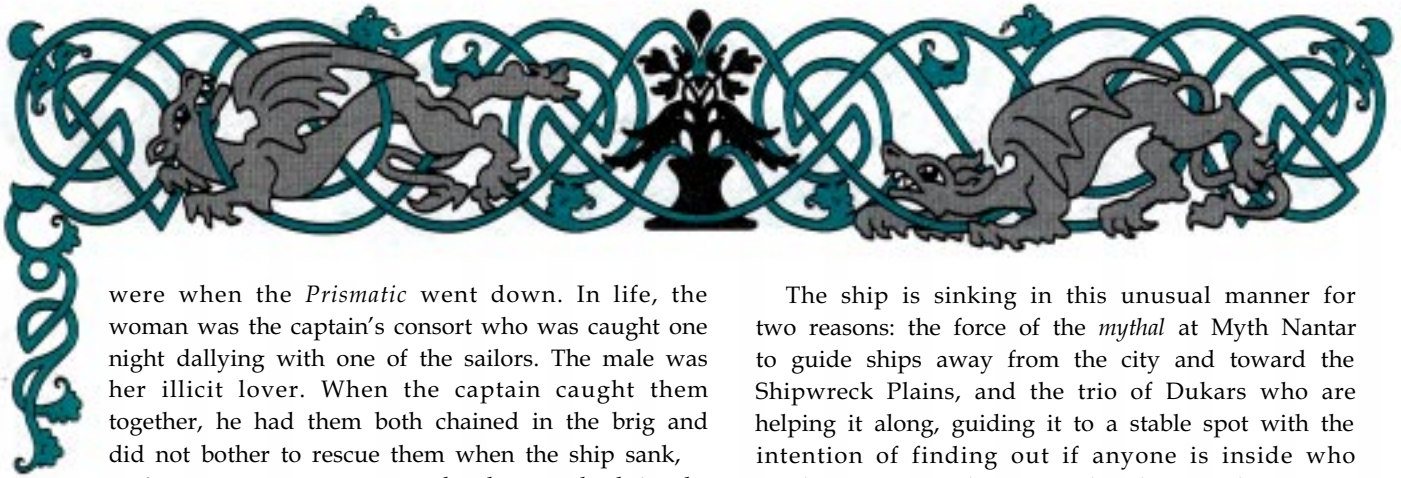 were when the Prismatic went down. In life, the
woman was the captain’s consort who was caught one
night dallying with one of the sailors. The male was
her illicit lover. When the captain caught them
together, he had them both chained in the brig and
did not bother to rescue them when the ship sank,
The ship is sinking in this unusual manner for
two reasons: the force of the mythal at Myth Nantar
to guide ships away from the city and toward the
Shipwreck Plains, and the trio of Dukars who are
helping it along, guiding it to a stable spot with the
intention of finding out if anyone is inside who